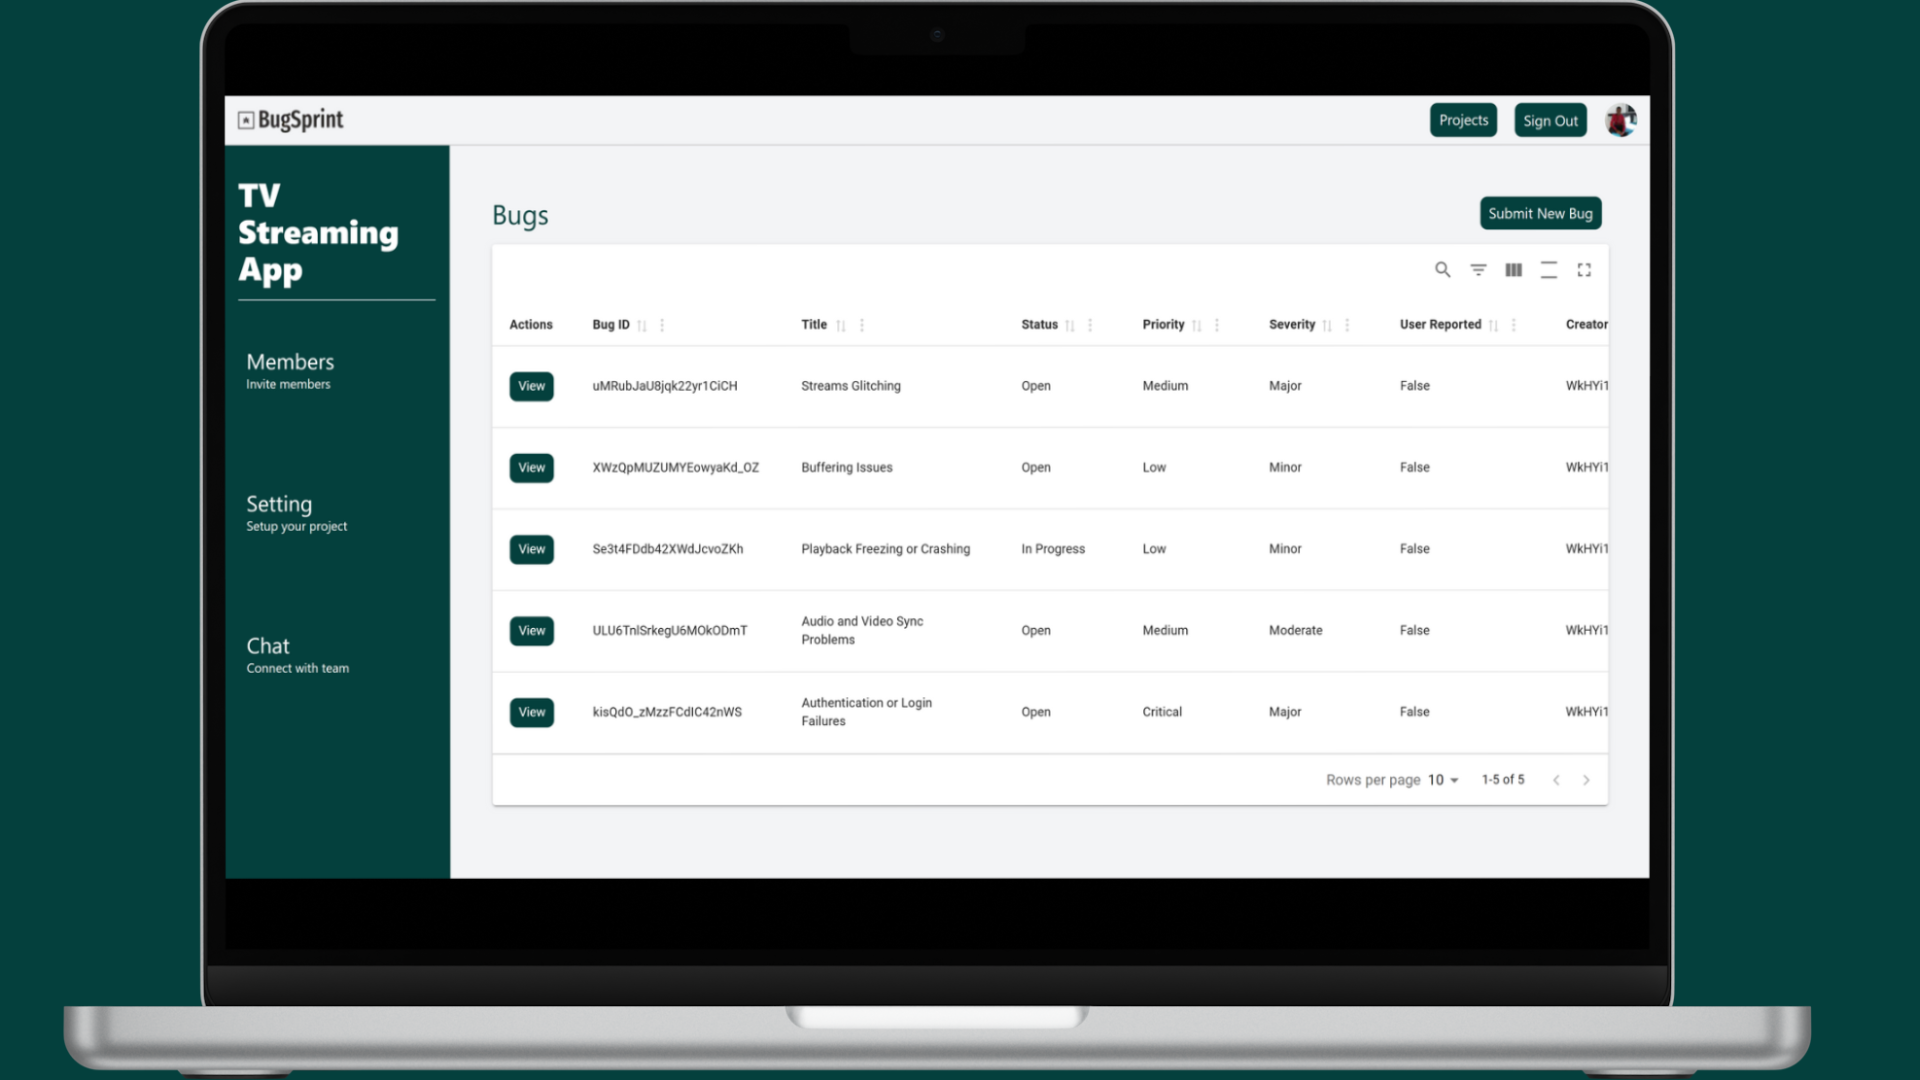 BugSprint
Projects
Sign Out
TV
Streaming
App
Members
Invite members
Setting
Setup your project
Chat
Connect with team
Bugs
Submit New Bug
Actions Bug ID Title Status Priority Severity User Reported Creator
View uMRubJaU8jqk22yr1CiCH Streams Glitching Open Medium Major False WkHYi1
View XWzQpMUZUMYEowyaKd_OZ Buffering Issues Open Low Minor False WkHYi1
View Se3t4FDdb42XWdJcvoZKh Playback Freezing or Crashing In Progress Low Minor False WkHYi1
View ULU6TnlSrkegU6MOkODmT Audio and Video Sync
Problems Open Medium Moderate False WkHYi1
View kisQdO_zMzzFCdIC42nWS Authentication or Login
Failures Open Critical Major False WkHYi1
Rows per page 10 1-5 of 5